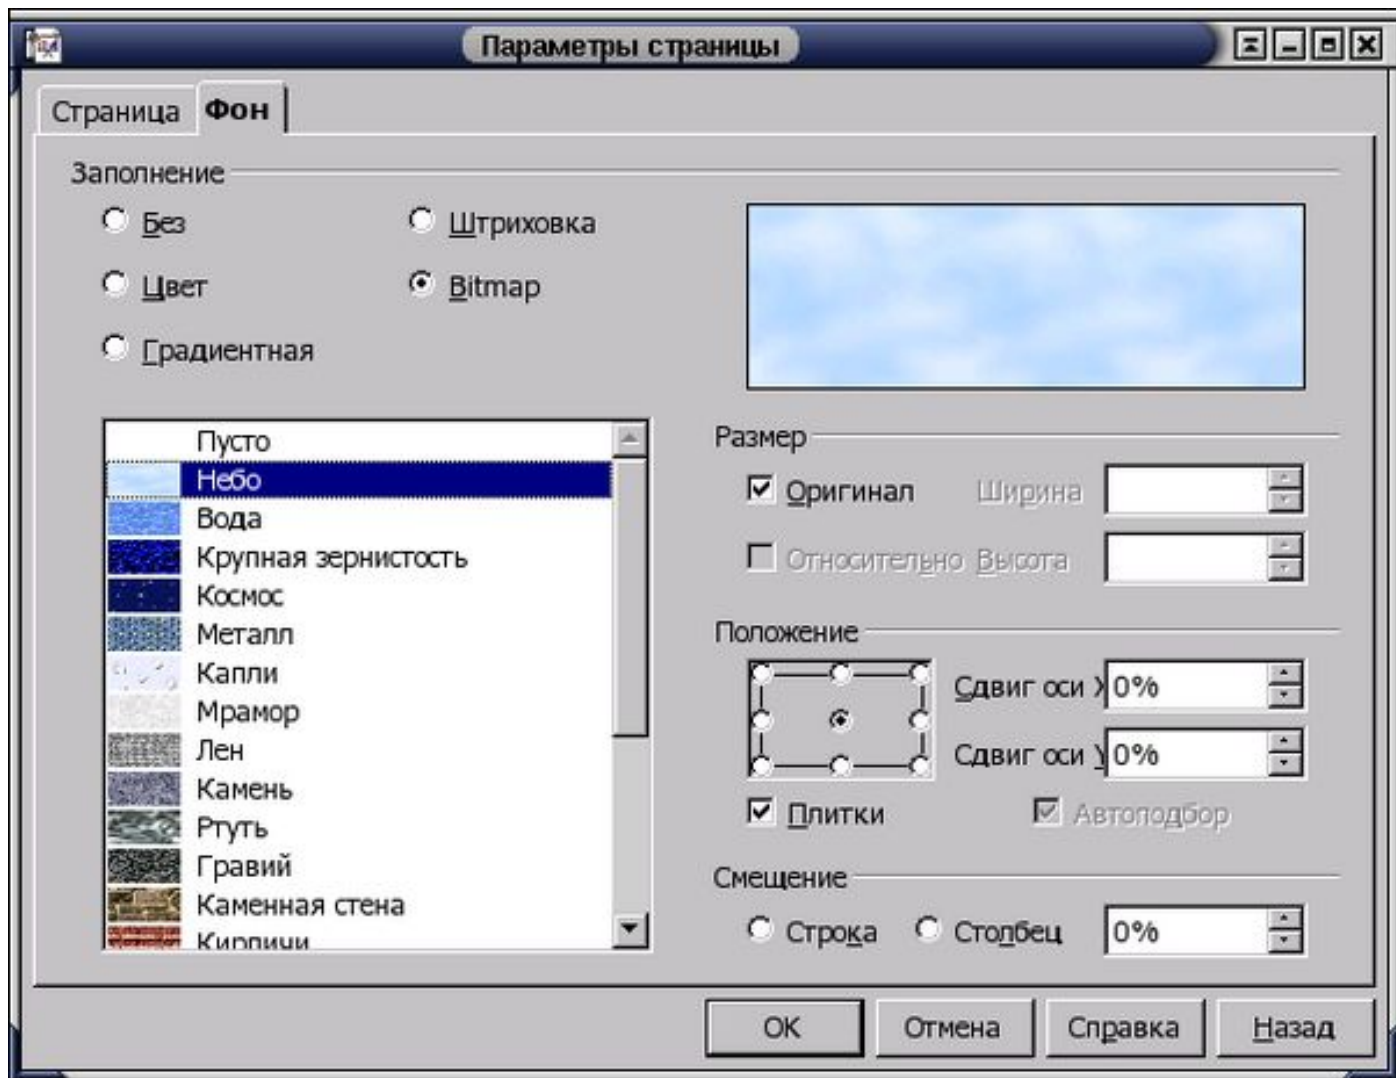 Параметры страницы
Страница Фон
Заполнение
Без
Штриховка
Цвет
Bitmap
Градиентная
Пусто
Небо
Вода
Крупная зернистость
Космос
Металл
Капли
Мрамор
Лен
Камень
Ртуть
Гравий
Каменная стена
Кирпичи
Размер
Оригинал Ширина
Относительно Высота
Положение
Сдвиг оси X 0%
Сдвиг оси Y 0%
Плитки Автоподбор
Смещение
Строка Столбец 0%
OK Отмена Справка Назад